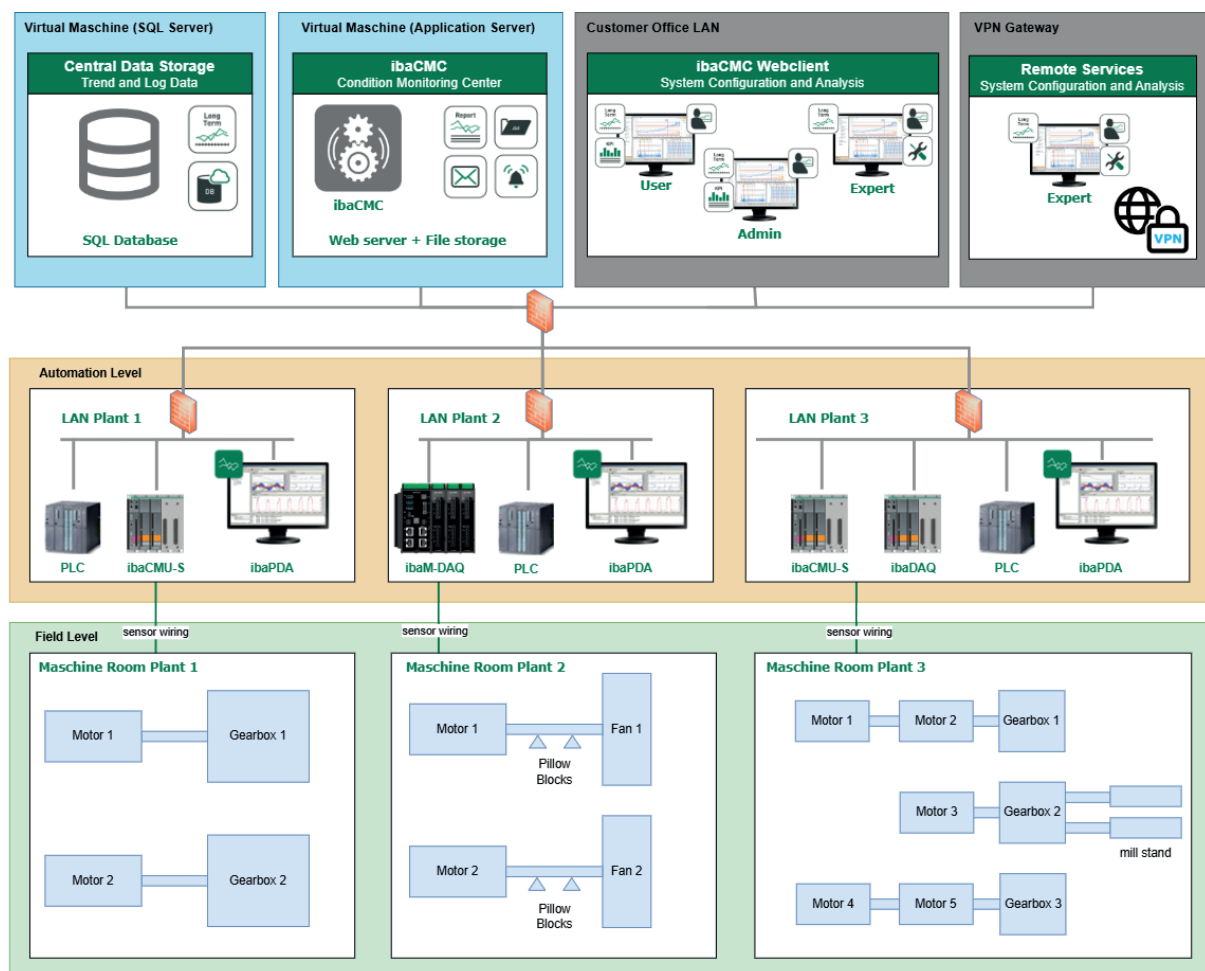 Virtual Maschine (SQL Server)
Central Data Storage
Trend and Log Data
Long
Term
DB
SQL Database
Virtual Maschine (Application Server)
ibaCMC
Condition Monitoring Center
Report
ibaCMC
Web server + File storage
Customer Office LAN
ibaCMC Webclient
System Configuration and Analysis
Long
Term
KPI
User
Long
Term
KPI
Admin
Long
Term
Expert
VPN Gateway
Remote Services
System Configuration and Analysis
Long
Term
Expert
VPN
Automation Level
LAN Plant 1
PLC
ibaCMU-S
ibaPDA
LAN Plant 2
ibaM-DAQ
PLC
ibaPDA
LAN Plant 3
ibaCMU-S
ibaDAQ
PLC
ibaPDA
sensor wiring
sensor wiring
sensor wiring
Field Level
Maschine Room Plant 1
Motor 1
Gearbox 1
Motor 2
Gearbox 2
Maschine Room Plant 2
Motor 1
Fan 1
Pillow
Blocks
Motor 2
Fan 2
Pillow
Blocks
Maschine Room Plant 3
Motor 1
Motor 2
Gearbox 1
Motor 3
Gearbox 2
mill stand
Motor 4
Motor 5
Gearbox 3